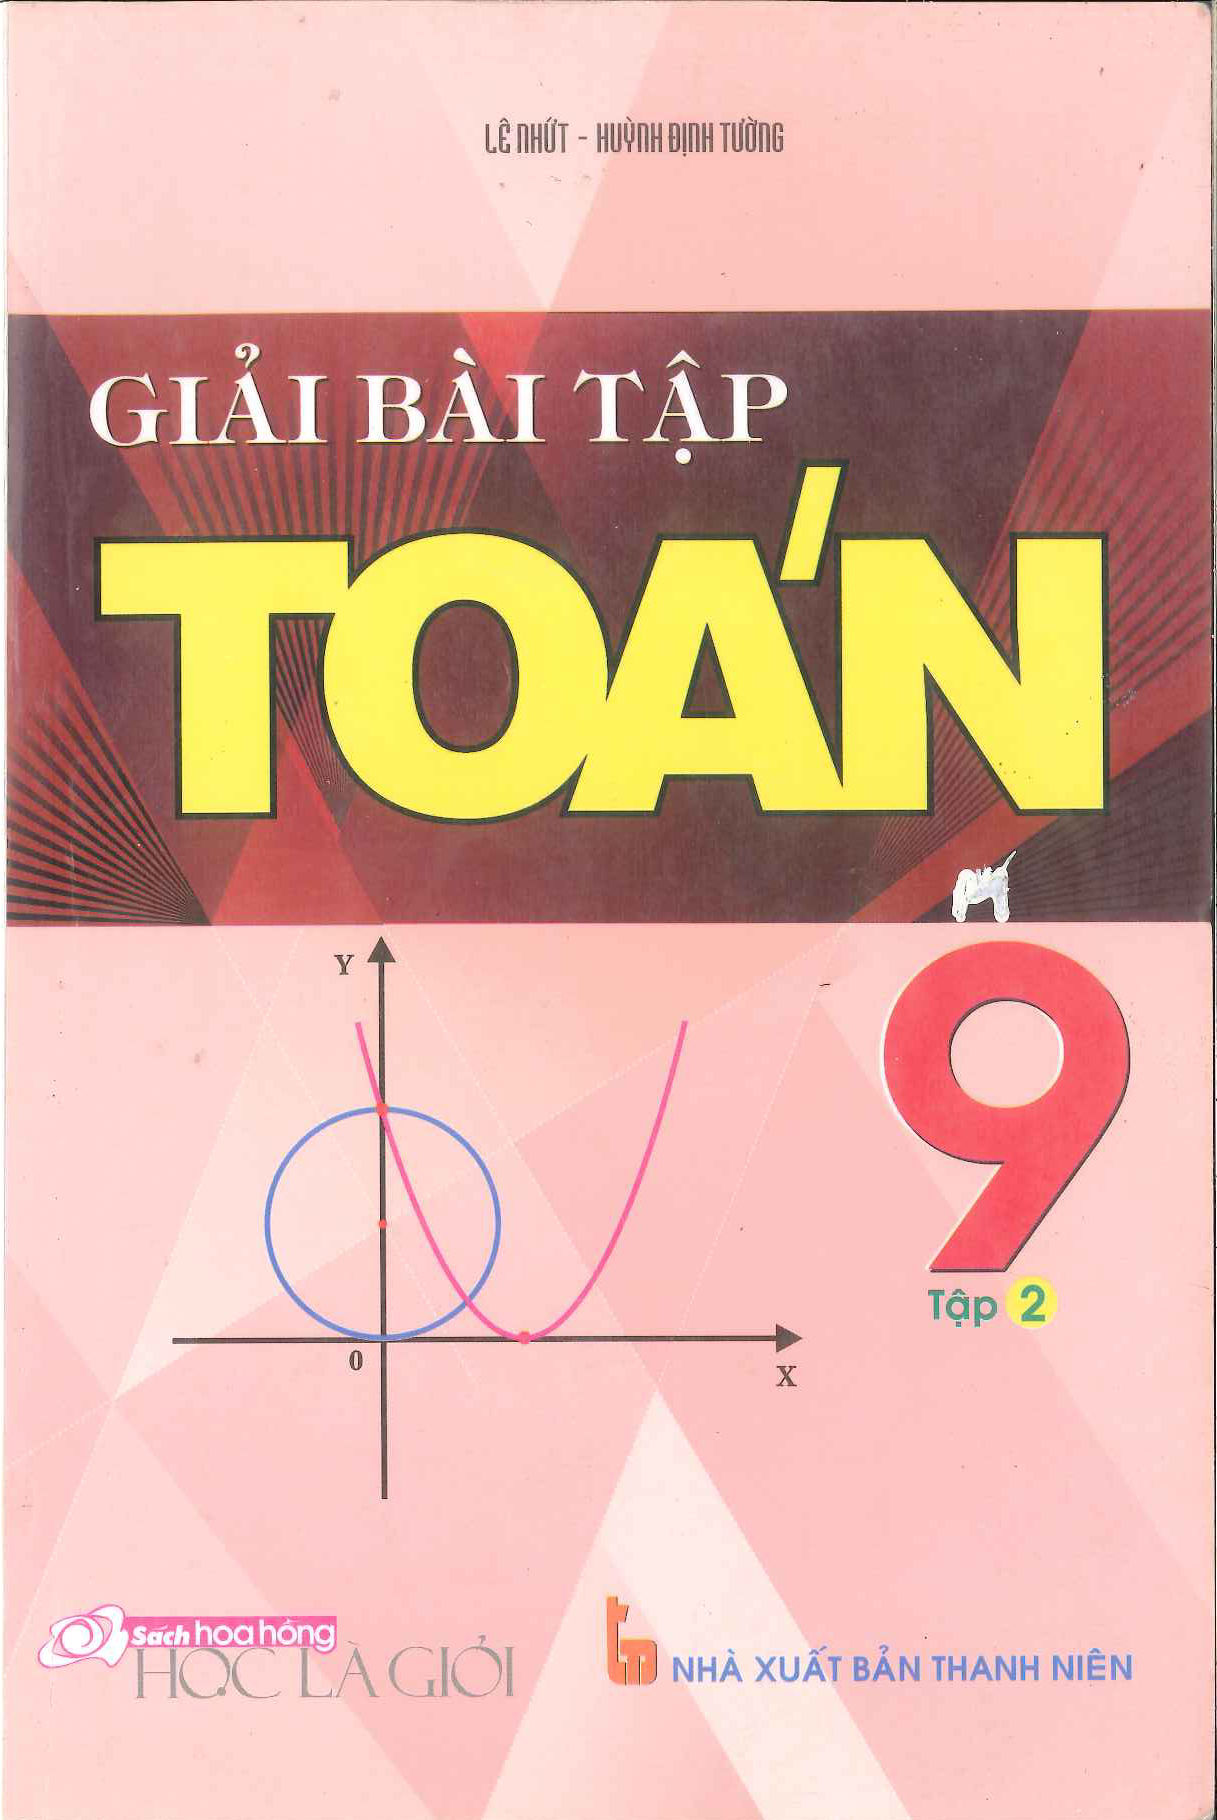 LÊ NHỨT - HUỲNH ĐỊNH TƯỜNG
GIẢI BÀI TẬP
TOÁN
9
Tập 2
Y
0
X
Sách hoa hồng
HỌC LÀ GIỎI
NHÀ XUẤT BẢN THANH NIÊN